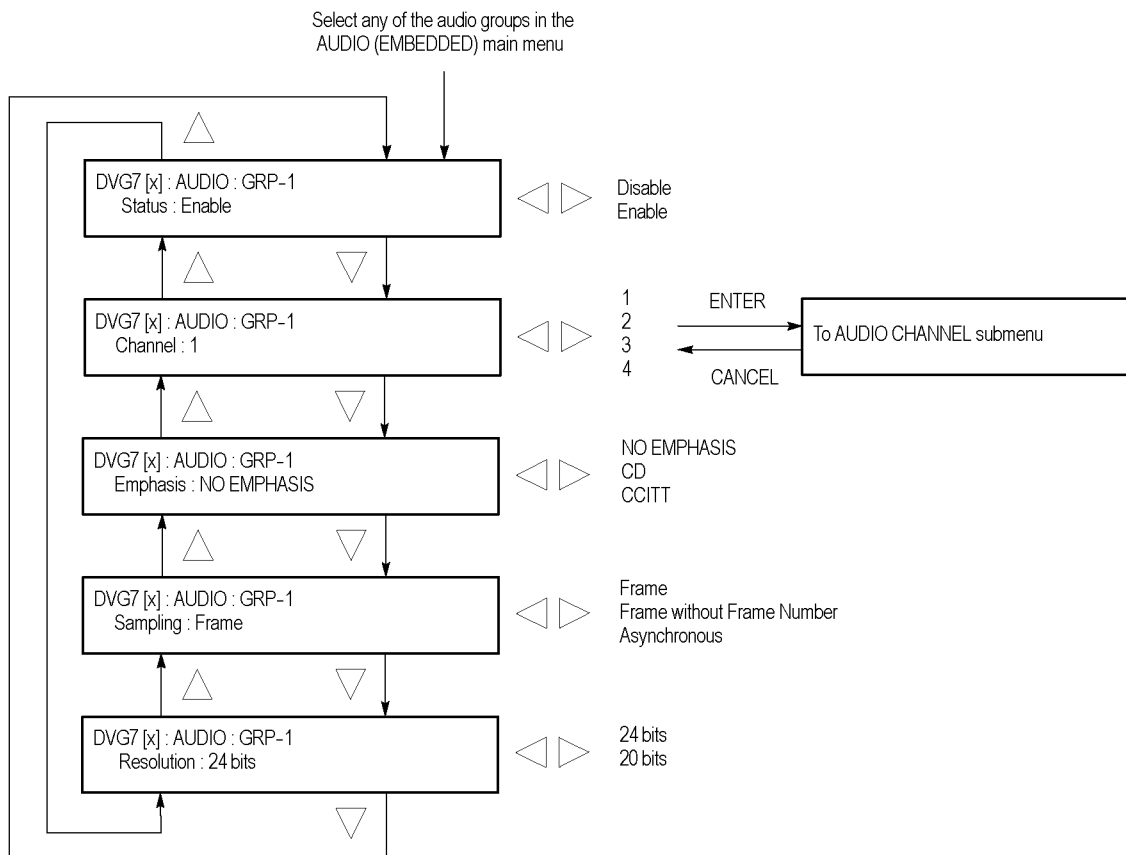 Select any of the audio groups in the
AUDIO (EMBEDDED) main menu
DVG7 [x] : AUDIO : GRP-1
Status : Enable
Disable
Enable
DVG7 [x] : AUDIO : GRP-1
Channel : 1
1
2
3
4
ENTER
CANCEL
To AUDIO CHANNEL submenu
DVG7 [x] : AUDIO : GRP-1
Emphasis : NO EMPHASIS
NO EMPHASIS
CD
CCITT
DVG7 [x] : AUDIO : GRP-1
Sampling : Frame
Frame
Frame without Frame Number
Asynchronous
DVG7 [x] : AUDIO : GRP-1
Resolution : 24 bits
24 bits
20 bits